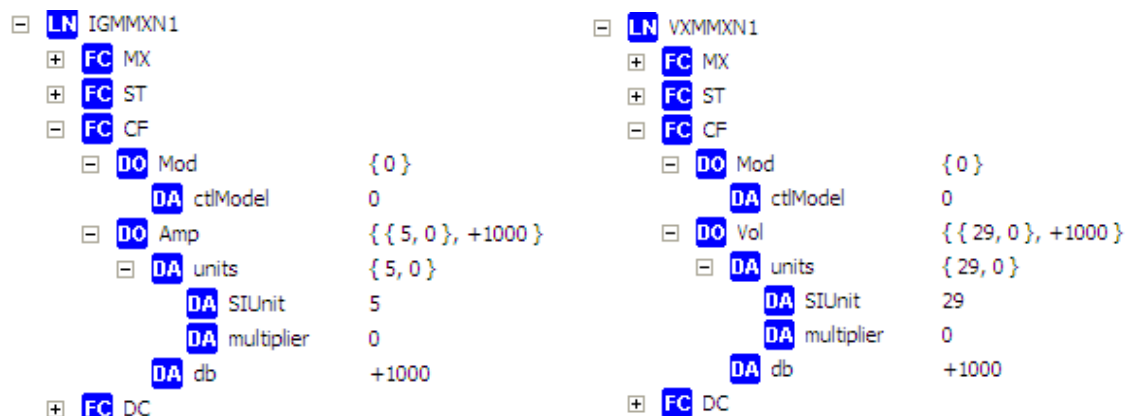 LN IGMMXN1
FC MX
FC ST
FC CF
DO Mod { 0 }
DA ctlModel 0
DO Amp { { 5, 0 }, +1000 }
DA units { 5, 0 }
DA SIUnit 5
DA multiplier 0
DA db +1000
FC DC
LN VXMMXN1
FC MX
FC ST
FC CF
DO Mod { 0 }
DA ctlModel 0
DO Vol { { 29, 0 }, +1000 }
DA units { 29, 0 }
DA SIUnit 29
DA multiplier 0
DA db +1000
FC DC